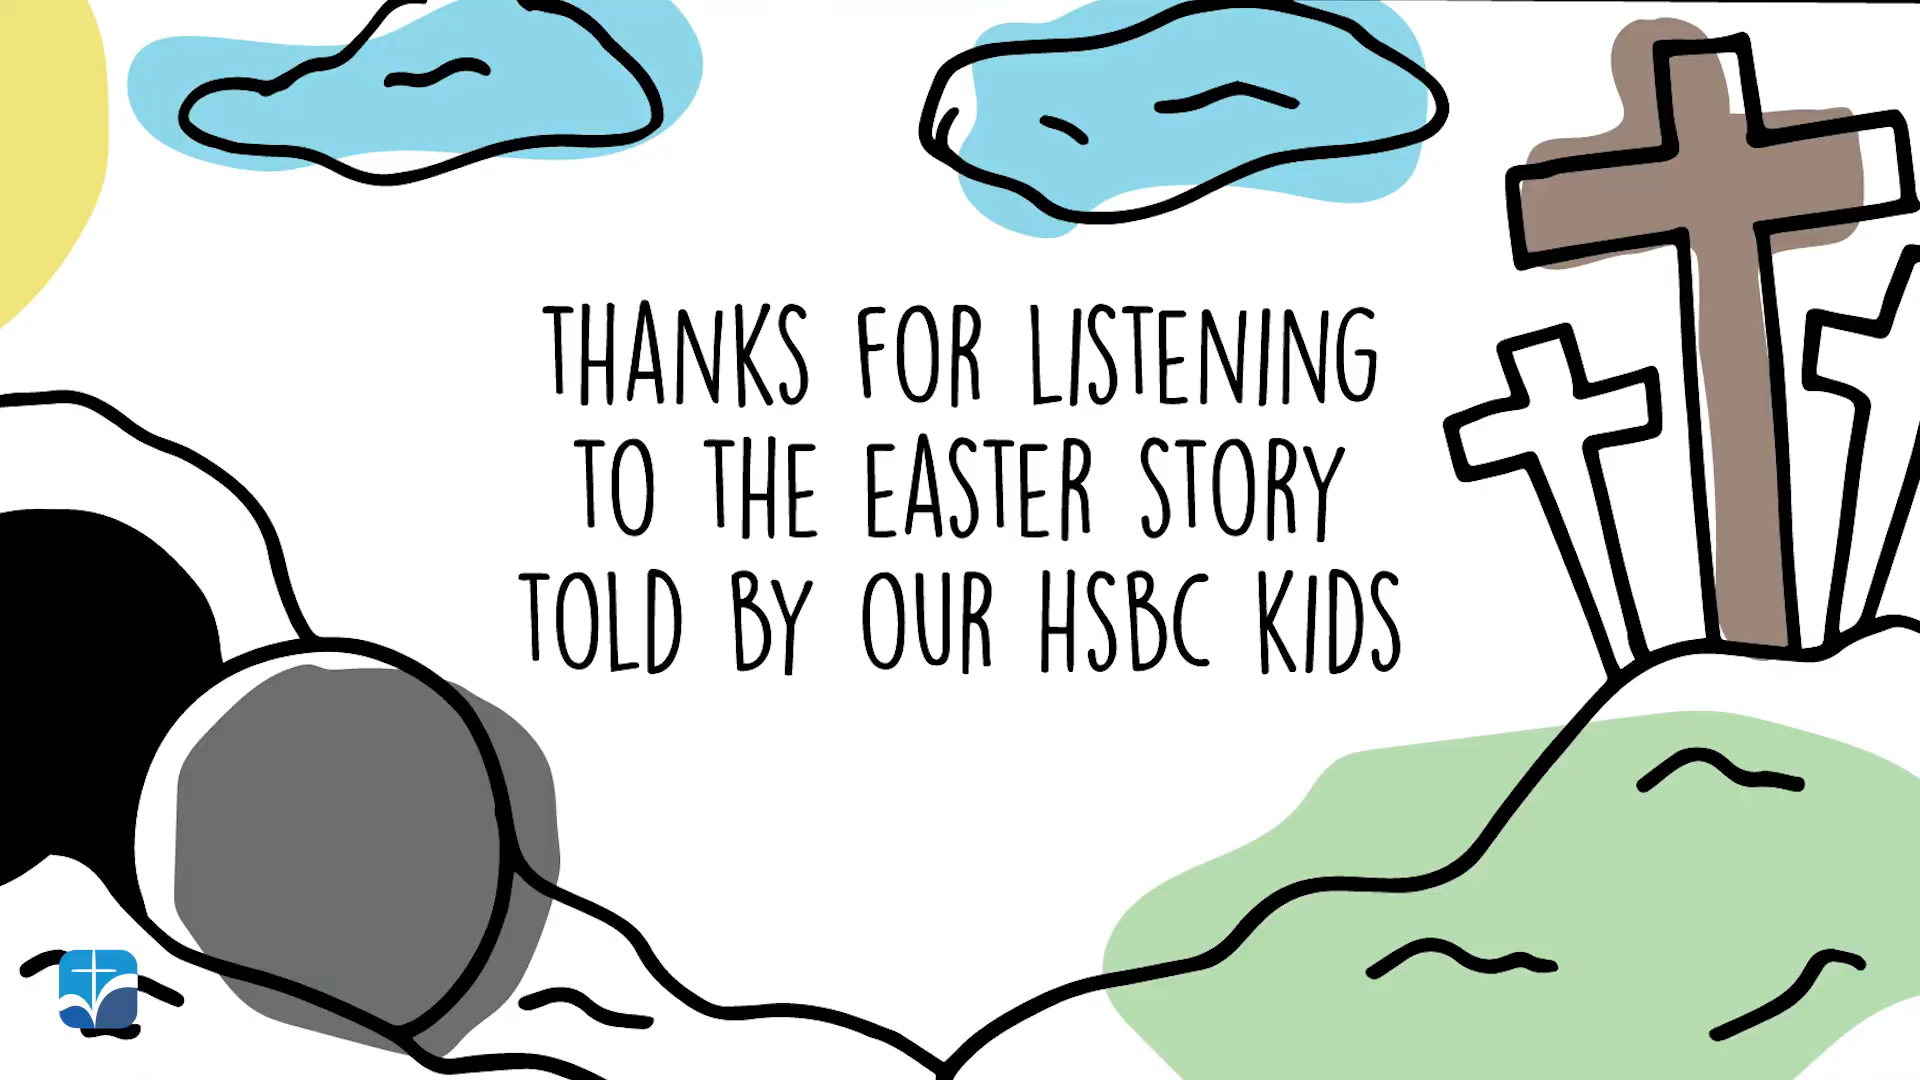 THANKS FOR LISTENING
TO THE EASTER STORY
TOLD BY OUR HSBC KIDS